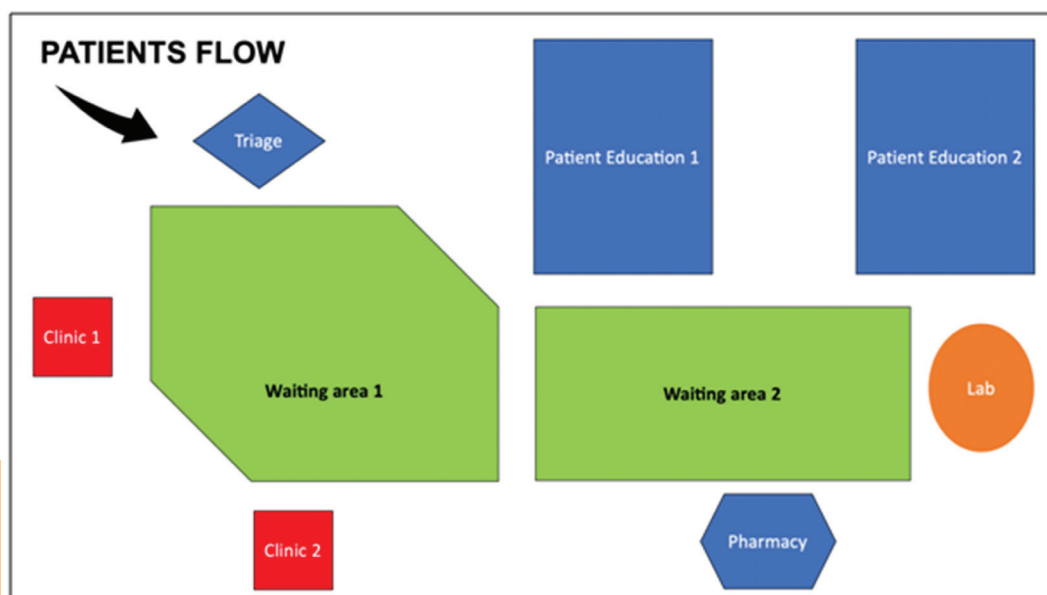 PATIENTS FLOW
Triage
Patient Education 1
Patient Education 2
Clinic 1
Waiting area 1
Waiting area 2
Lab
Clinic 2
Pharmacy